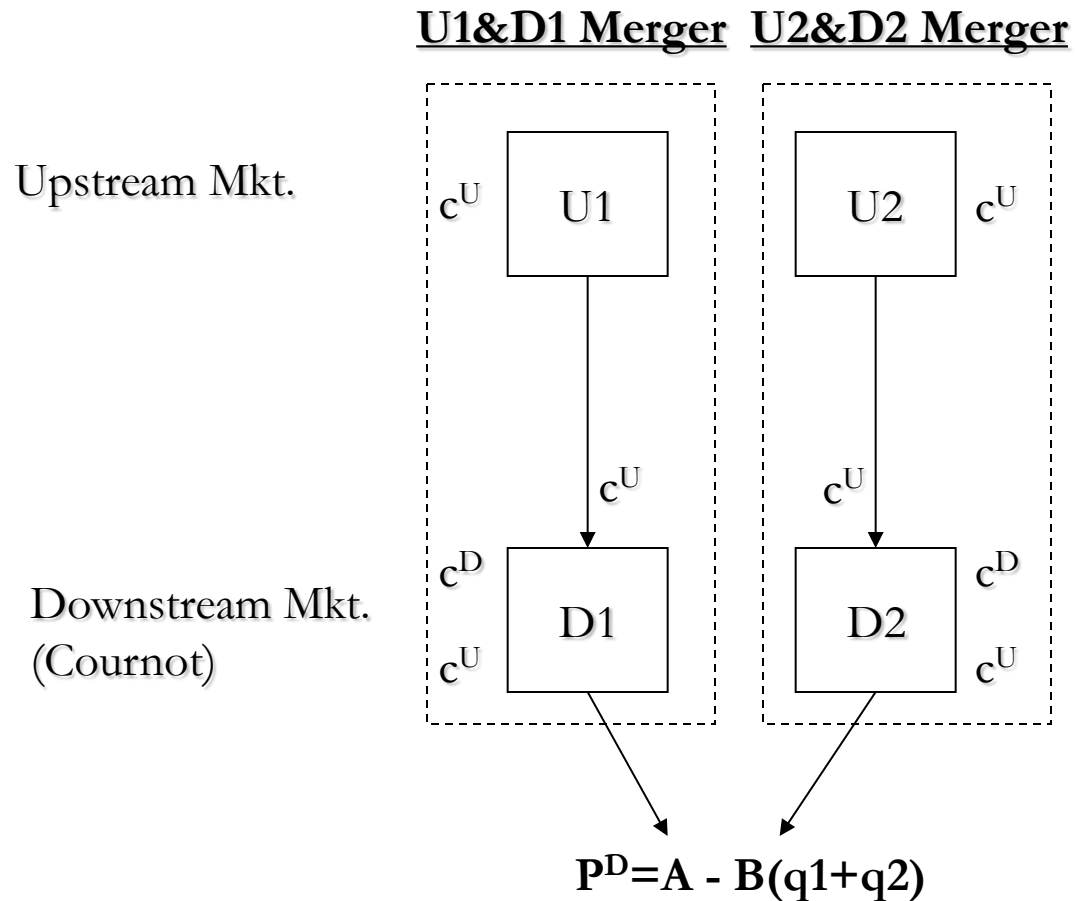 U1&D1 Merger U2&D2 Merger
Upstream Mkt.
c^U U1 U2 c^U
c^U c^U
c^D c^D
Downstream Mkt.
D1 D2
(Cournot)
c^U c^U
P^D=A - B(q1+q2)